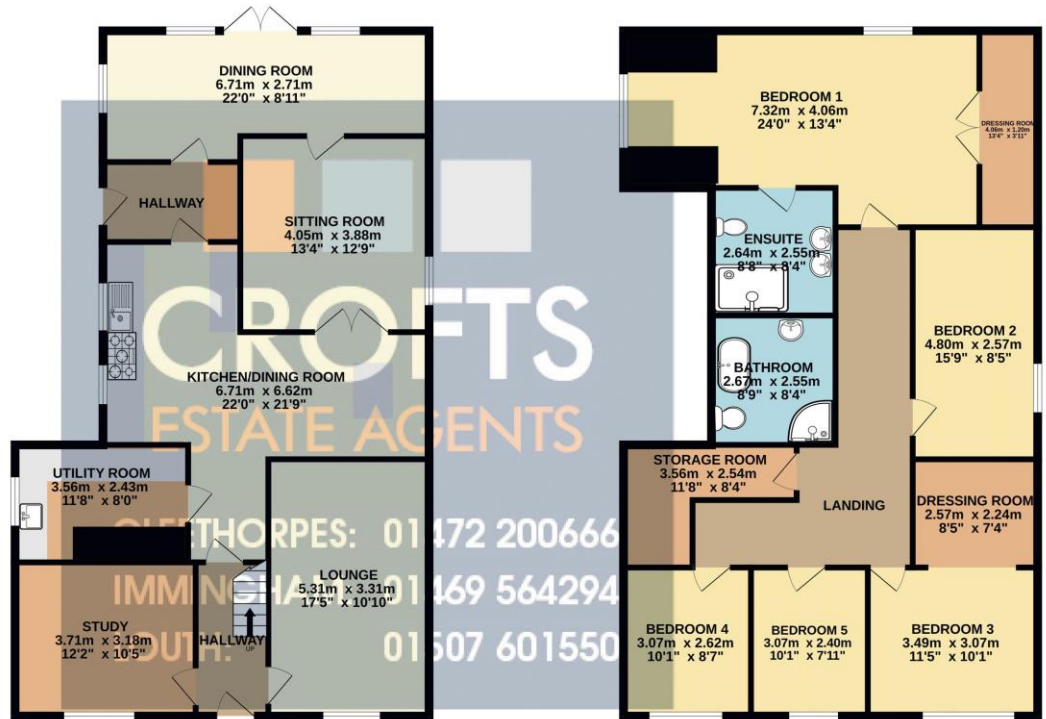 DINING ROOM
6.71m x 2.71m
22'0" x 8'11"
HALLWAY
SITTING ROOM
4.05m x 3.88m
13'4" x 12'9"
CROFTS
ESTATE AGENTS
KITCHEN/DINING ROOM
6.71m x 6.62m
22'0" x 21'9"
UTILITY ROOM
3.56m x 2.43m
11'8" x 8'0"
CLEETHORPES: 01472 200666
IMMINGHAM: 01469 564294
LOUTH: 01507 601550
LOUNGE
5.31m x 3.31m
17'5" x 10'10"
STUDY
3.71m x 3.18m
12'2" x 10'5"
HALLWAY
UP
BEDROOM 1
7.32m x 4.06m
24'0" x 13'4"
DRESSING ROOM
4.06m x 1.20m
13'4" x 3'11"
ENSUITE
2.64m x 2.55m
8'8" x 8'4"
BATHROOM
2.67m x 2.55m
8'9" x 8'4"
BEDROOM 2
4.80m x 2.57m
15'9" x 8'5"
STORAGE ROOM
3.56m x 2.54m
11'8" x 8'4"
LANDING
DRESSING ROOM
2.57m x 2.24m
8'5" x 7'4"
BEDROOM 4
3.07m x 2.62m
10'1" x 8'7"
BEDROOM 5
3.07m x 2.40m
10'1" x 7'11"
BEDROOM 3
3.49m x 3.07m
11'5" x 10'1"